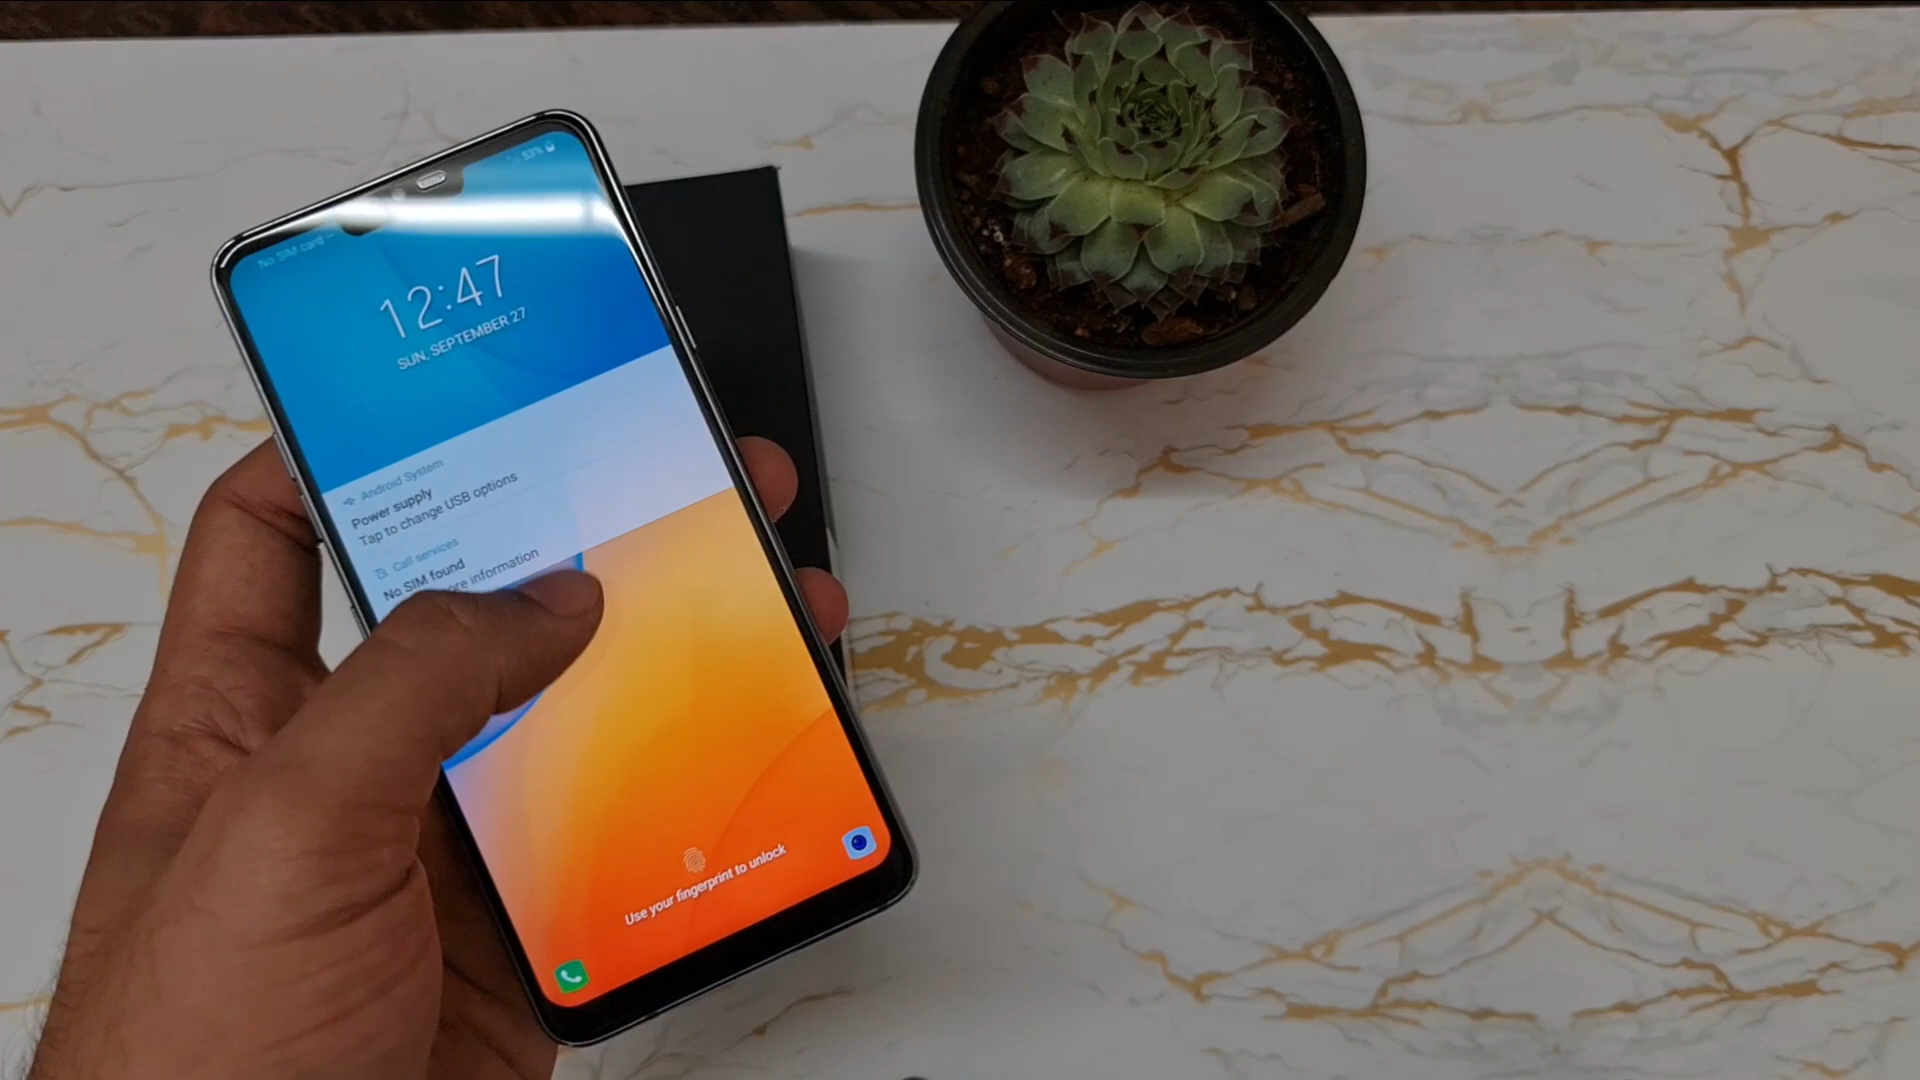 53%
No SIM card –
12:47
SUN, SEPTEMBER 27
Android System
Power supply
Tap to change USB options
Call services
No SIM found
ore information
Use your fingerprint to unlock